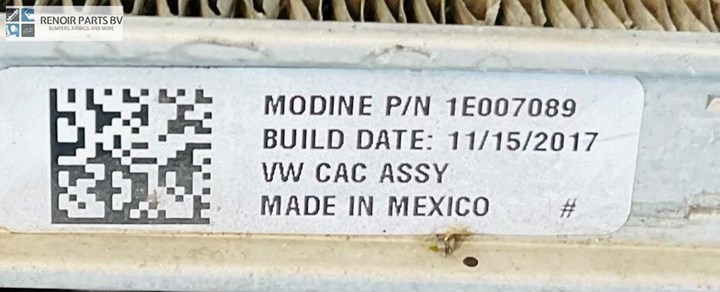 RENOIR PARTS BV
BUMPERS, AIRBAGS, AND MORE
MODINE P/N 1E007089
BUILD DATE: 11/15/2017
VW CAC ASSY
MADE IN MEXICO #